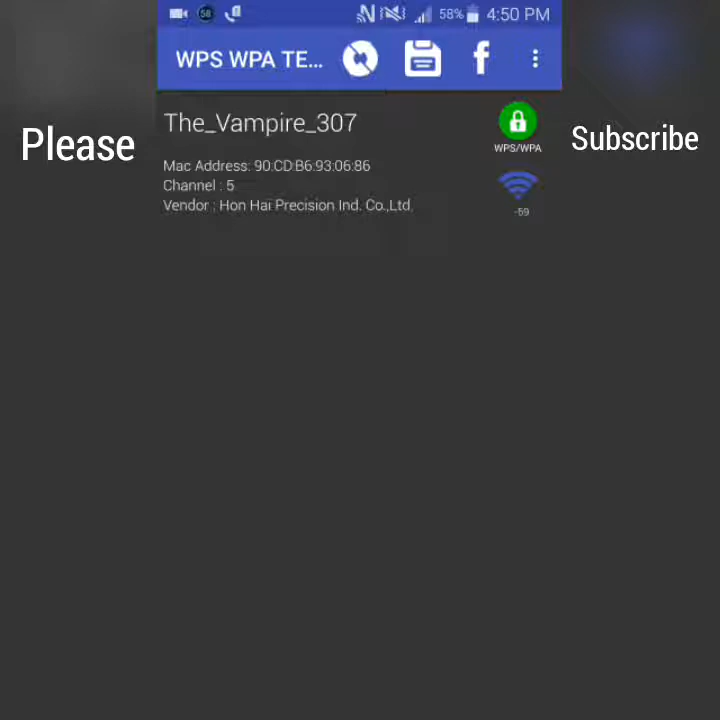 58 58% 4:50 PM
WPS WPA TE... f
The_Vampire_307
WPS/WPA
Please
Subscribe
Mac Address: 90:CD:B6:93:06:86
Channel : 5
Vendor : Hon Hai Precision Ind. Co.,Ltd.
-59